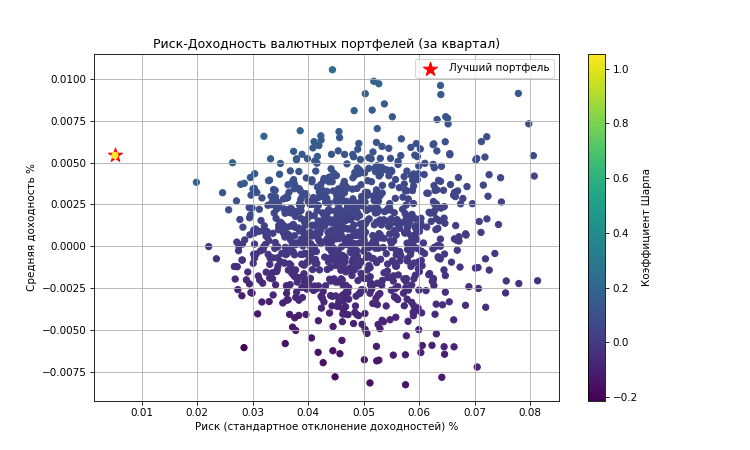 Риск-Доходность валютных портфелей (за квартал)
Лучший портфель
0.0100
0.0075
0.0050
0.0025
0.0000
−0.0025
−0.0050
−0.0075
Средняя доходность %
0.01 0.02 0.03 0.04 0.05 0.06 0.07 0.08
Риск (стандартное отклонение доходностей) %
1.0
0.8
0.6
0.4
0.2
0.0
−0.2
Коэффициент Шарпа